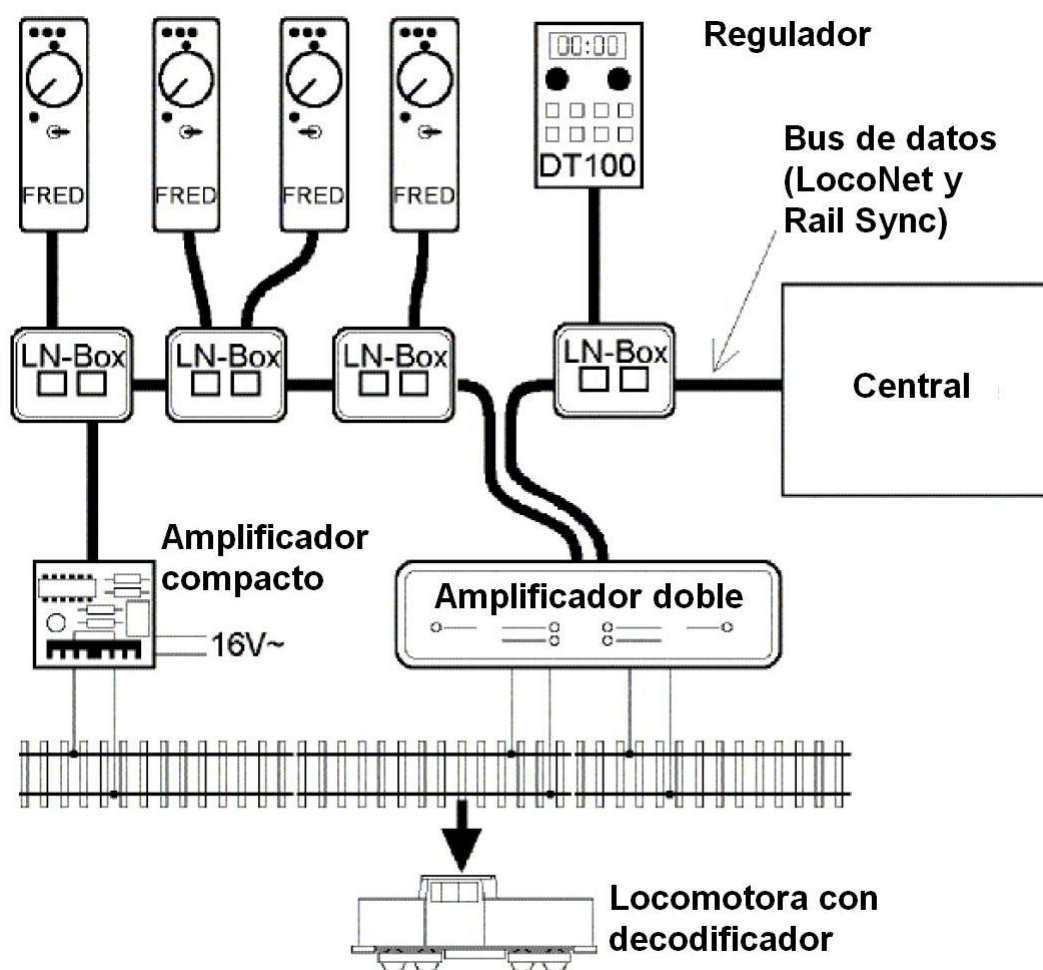 Regulador
00:00
DT100
FRED
FRED
FRED
FRED
Bus de datos
(LocoNet y
Rail Sync)
LN-Box
LN-Box
LN-Box
LN-Box
Central
Amplificador
compacto
16V~
Amplificador doble
Locomotora con
decodificador